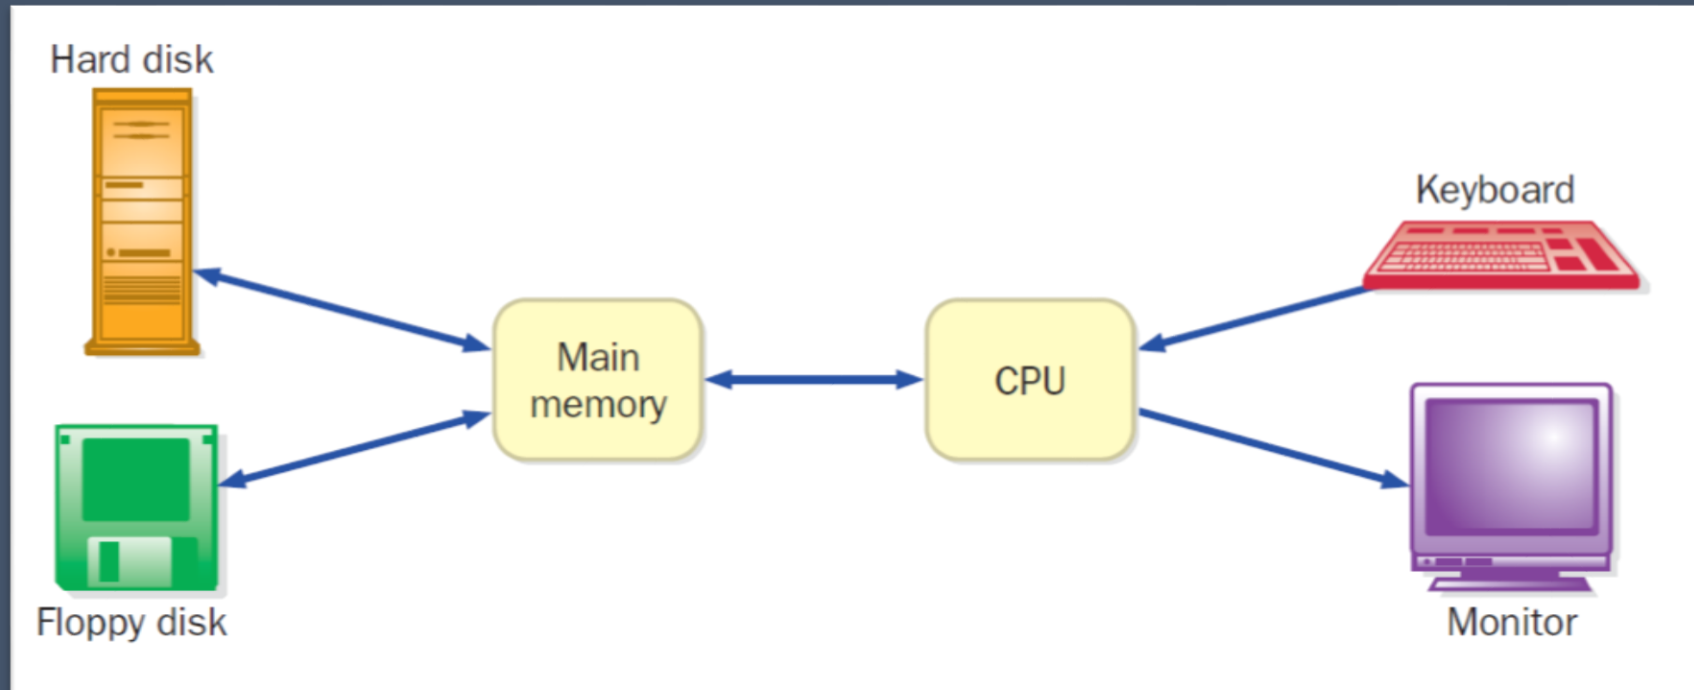 Hard disk
Keyboard
Main
memory
CPU
Floppy disk
Monitor